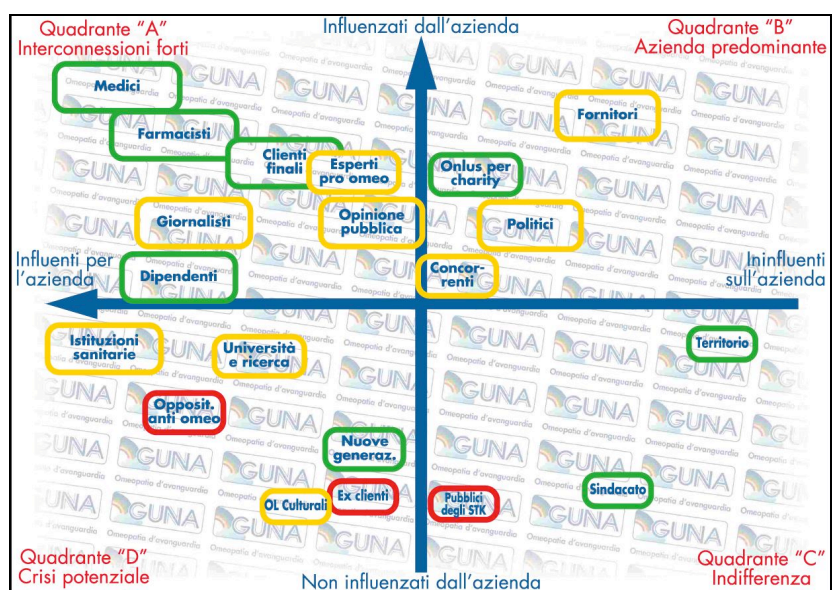 Quadrante "A"
Interconnessioni forti
Influenzati dall'azienda
Quadrante "B"
Azienda predominante
Medici
Farmacisti
Clienti
finali
Esperti
pro omeo
Onlus per
charity
Fornitori
Giornalisti
Opinione
pubblica
Politici
Influenti per
l'azienda
Dipendenti
Concor-
renti
Ininfluenti
sull'azienda
Istituzioni
sanitarie
Università
e ricerca
Territorio
Opposit.
anti omeo
Nuove
generaz.
OL Culturali
Ex clienti
Pubblici
degli STK
Sindacato
Quadrante "D"
Crisi potenziale
Non influenzati dall'azienda
Quadrante "C"
Indifferenza
GUNA
Omeopatia d'avanguardia